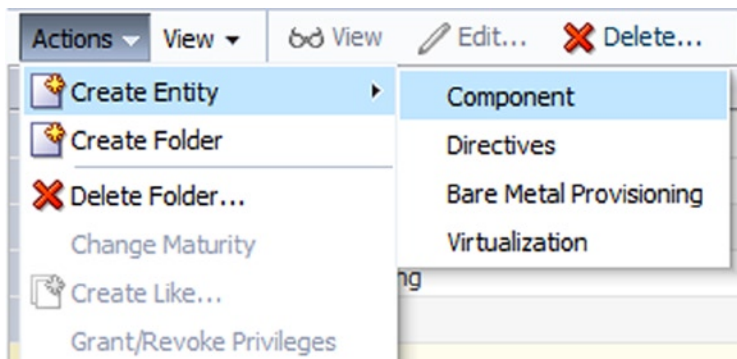 Actions View View Edit... Delete...
Create Entity Component
Create Folder Directives
Delete Folder... Bare Metal Provisioning
Change Maturity Virtualization
Create Like... ng
Grant/Revoke Privileges